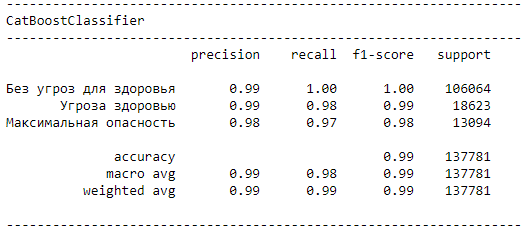 ------------------------------------------------------------------
CatBoostClassifier
------------------------------------------------------------------
precision recall f1-score support
Без угроз для здоровья 0.99 1.00 1.00 106064
Угроза здоровью 0.99 0.98 0.99 18623
Максимальная опасность 0.98 0.97 0.98 13094
accuracy 0.99 137781
macro avg 0.99 0.98 0.99 137781
weighted avg 0.99 0.99 0.99 137781
------------------------------------------------------------------